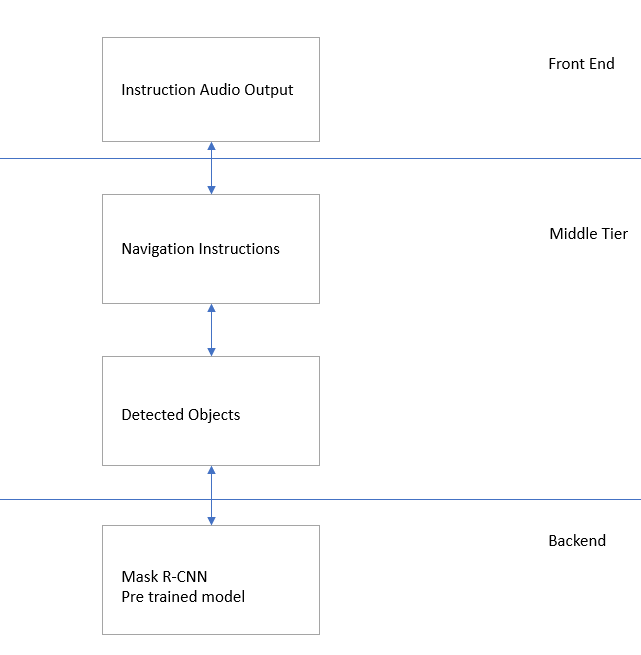 Front End
Instruction Audio Output
Middle Tier
Navigation Instructions
Detected Objects
Backend
Mask R-CNN
Pre trained model